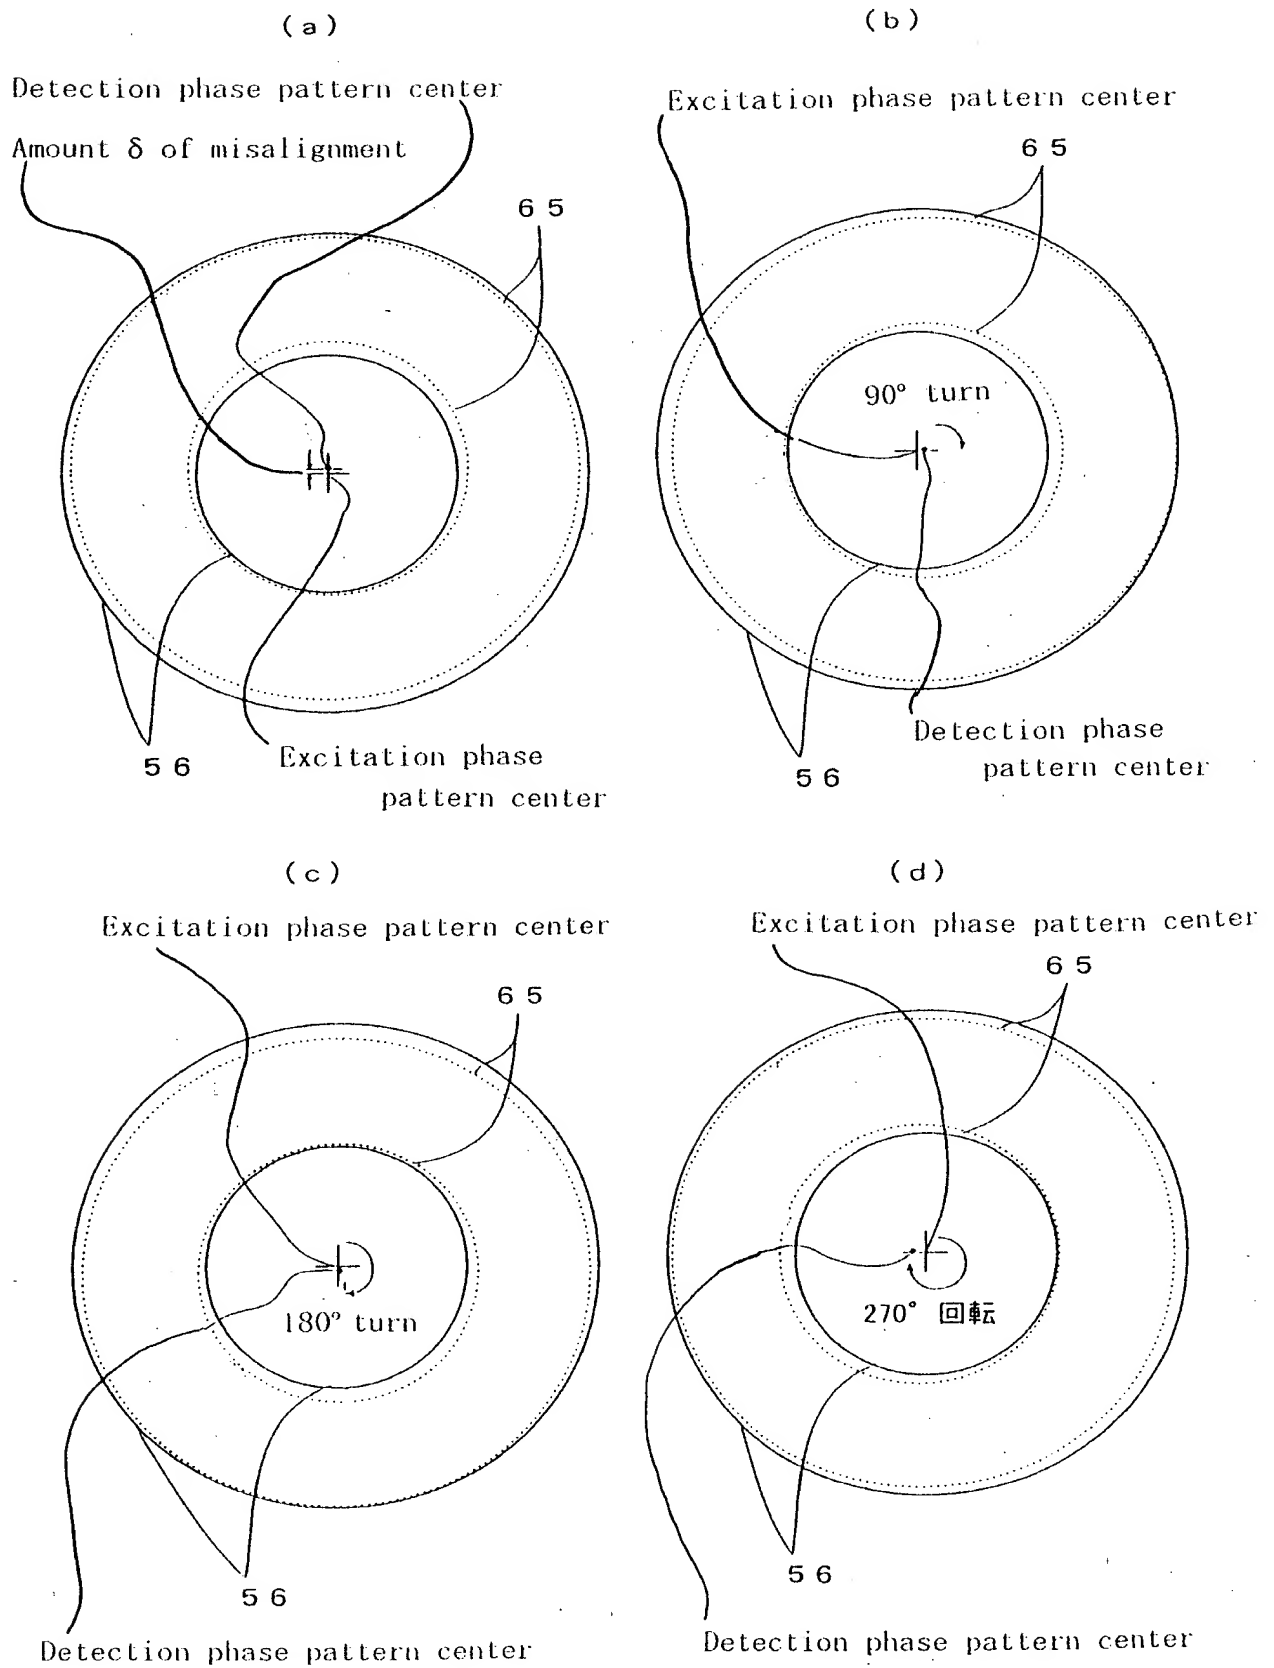 (a)
Detection phase pattern center
Amount δ of misalignment
65
56
Excitation phase
pattern center
(b)
Excitation phase pattern center
65
90° turn
Detection phase
pattern center
56
(c)
Excitation phase pattern center
65
180° turn
56
Detection phase pattern center
(d)
Excitation phase pattern center
65
270° 回転
56
Detection phase pattern center